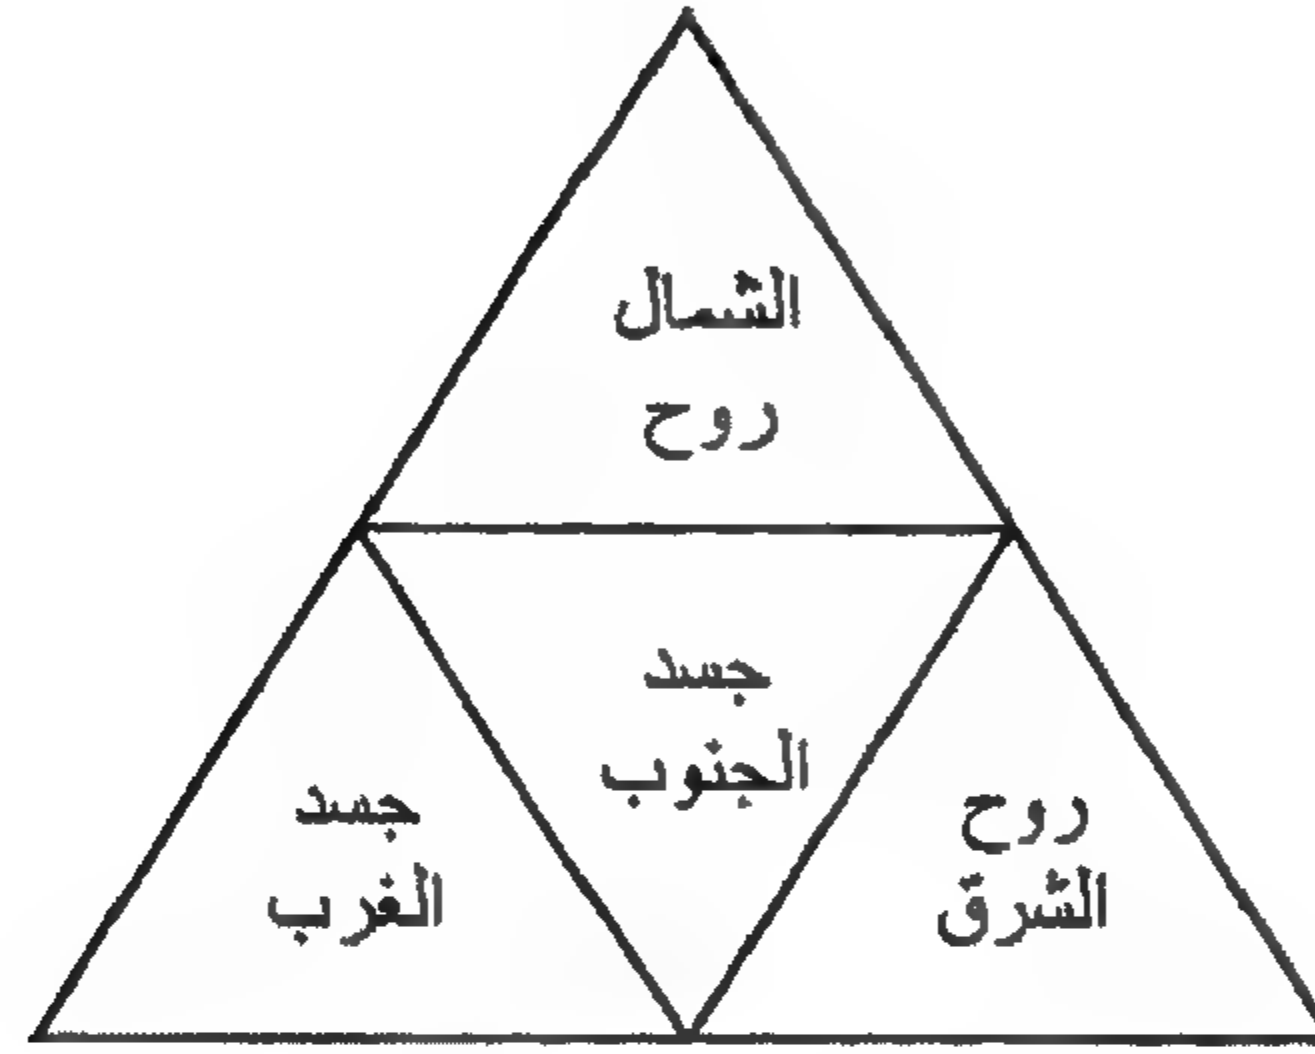 الشمال
روح
جسد
الجنوب
روح
الشرق
جسد
الغرب